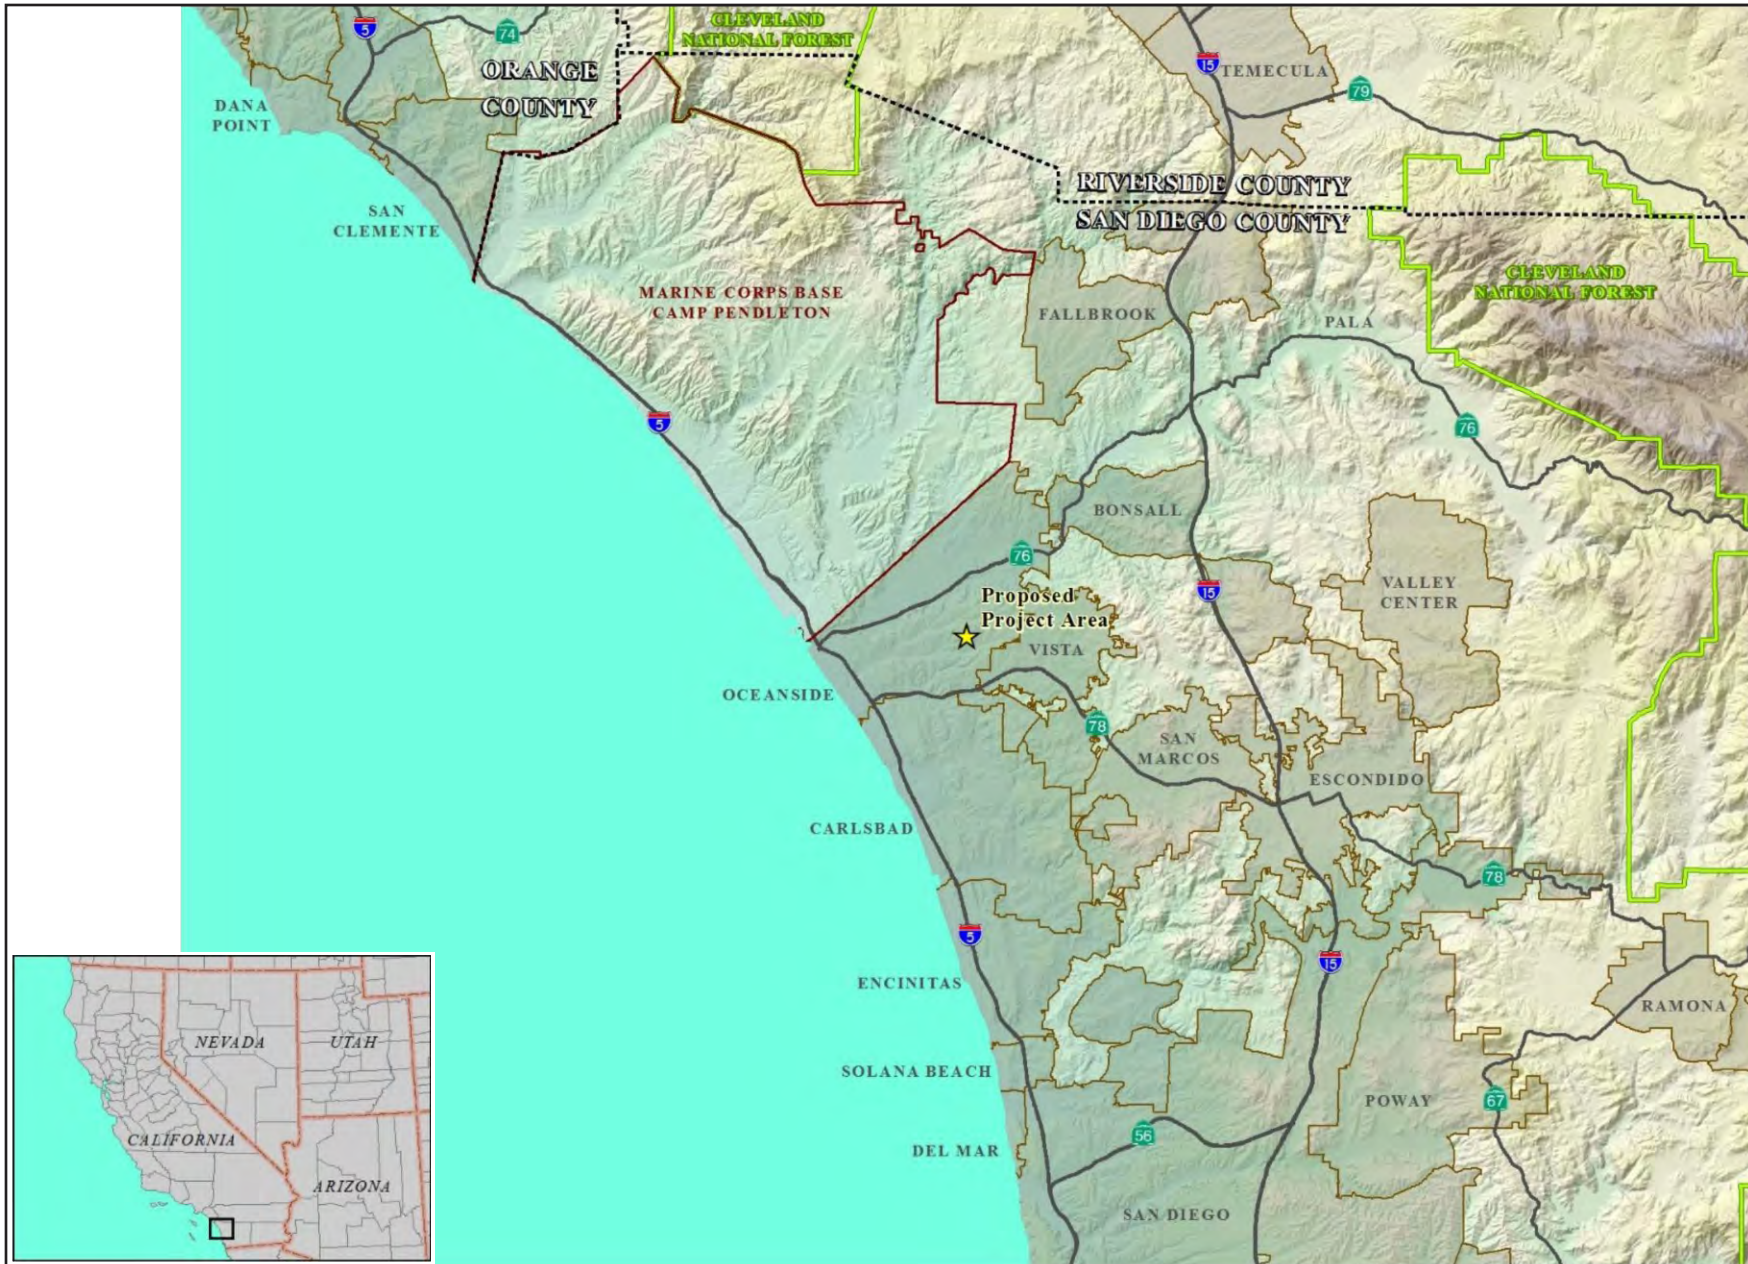 CLEVELAND
NATIONAL FOREST
5
74
ORANGE
COUNTY
15
TEMECULA
79
DANA
POINT
RIVERSIDE COUNTY
SAN DIEGO COUNTY
SAN
CLEMENTE
CLEVELAND
NATIONAL FOREST
MARINE CORPS BASE
CAMP PENDLETON
FALLBROOK
PALA
5
76
BONSALL
76
VALLEY
CENTER
15
Proposed
Project Area
VISTA
OCEANSIDE
78
SAN
MARCOS
ESCONDIDO
CARLSBAD
78
5
15
ENCINITAS
RAMONA
SOLANA BEACH
POWAY
67
56
DEL MAR
SAN DIEGO
NEVADA
UTAH
CALIFORNIA
ARIZONA